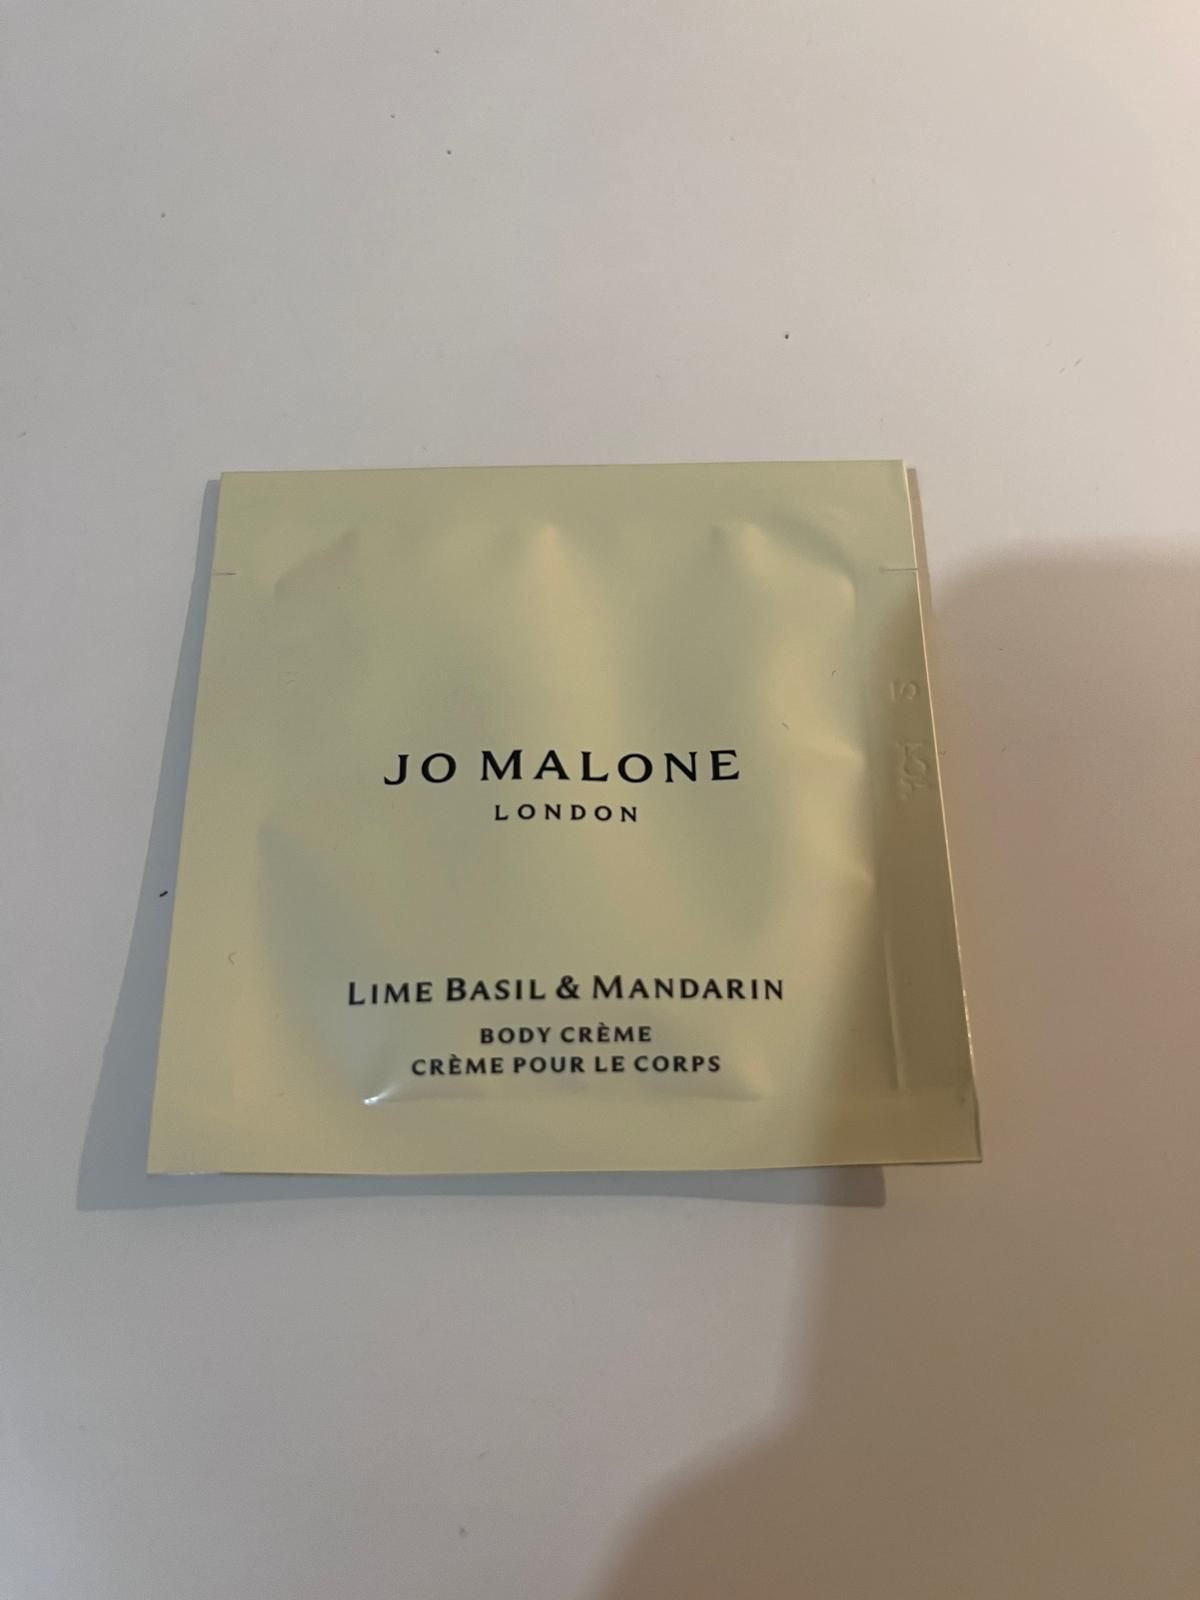 JO MALONE
LONDON
LIME BASIL & MANDARIN
BODY CRÈME
CRÈME POUR LE CORPS